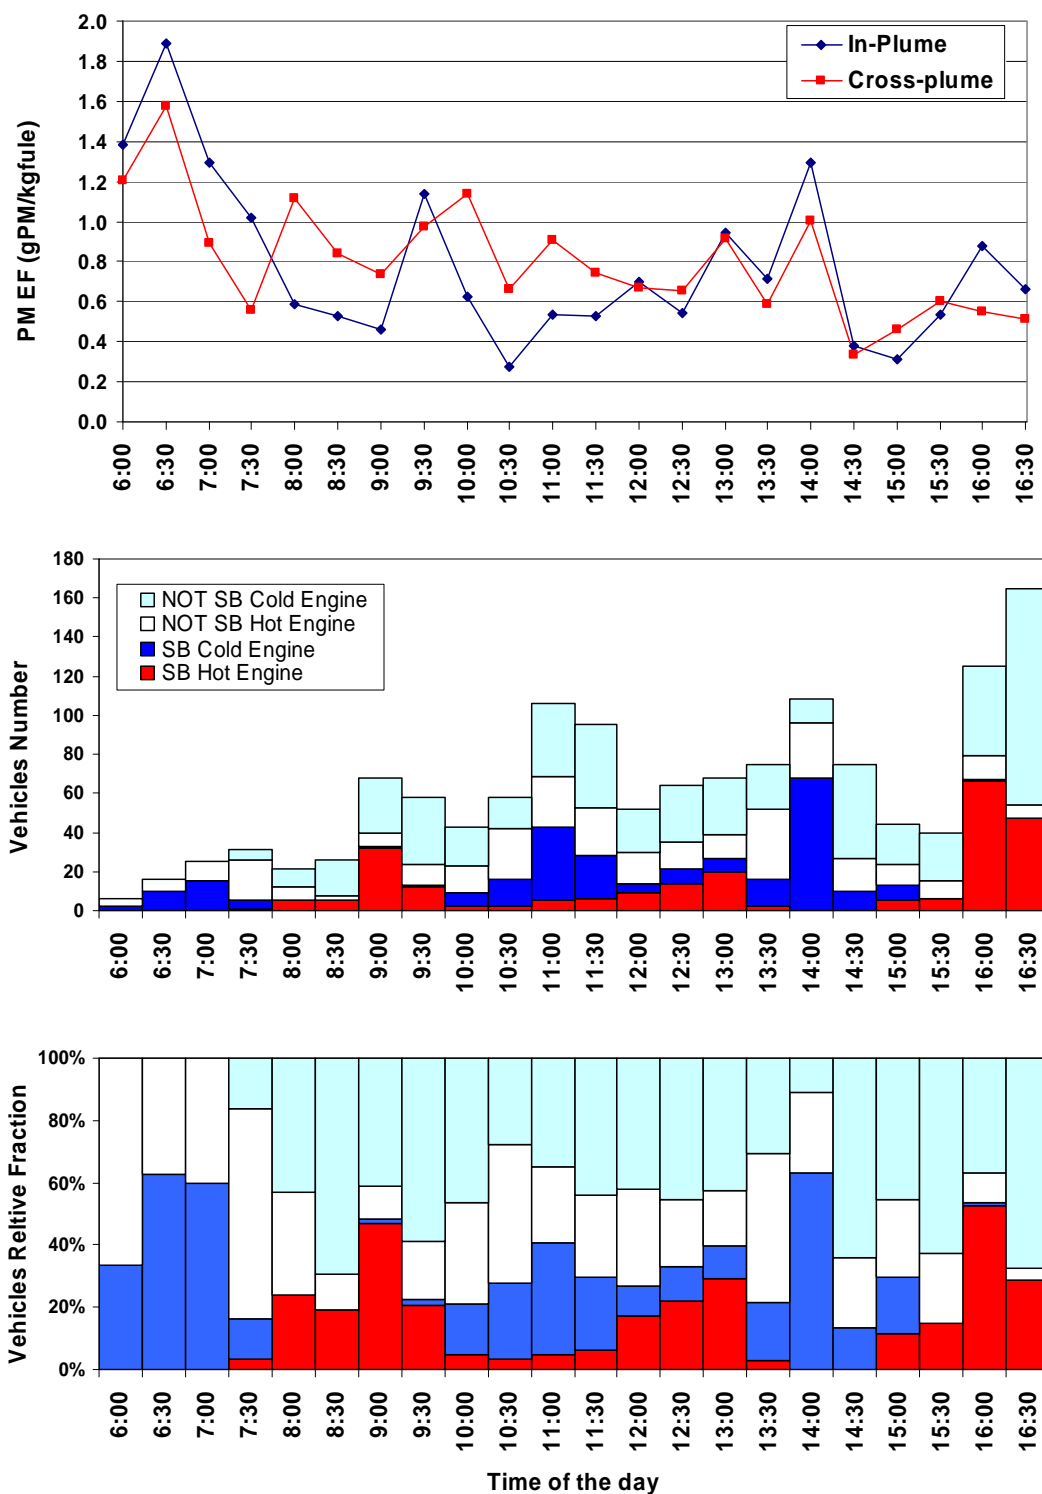 2.0
1.8
1.6
1.4
1.2
1.0
0.8
0.6
0.4
0.2
0.0
PM EF (gPM/kgfule)
In-Plume
Cross-plume
6:00 6:30 7:00 7:30 8:00 8:30 9:00 9:30 10:00 10:30 11:00 11:30 12:00 12:30 13:00 13:30 14:00 14:30 15:00 15:30 16:00 16:30
180
160
140
120
100
80
60
40
20
0
Vehicles Number
NOT SB Cold Engine
NOT SB Hot Engine
SB Cold Engine
SB Hot Engine
6:00 6:30 7:00 7:30 8:00 8:30 9:00 9:30 10:00 10:30 11:00 11:30 12:00 12:30 13:00 13:30 14:00 14:30 15:00 15:30 16:00 16:30
100%
80%
60%
40%
20%
0%
Vehicles Reltive Fraction
6:00 6:30 7:00 7:30 8:00 8:30 9:00 9:30 10:00 10:30 11:00 11:30 12:00 12:30 13:00 13:30 14:00 14:30 15:00 15:30 16:00 16:30
Time of the day